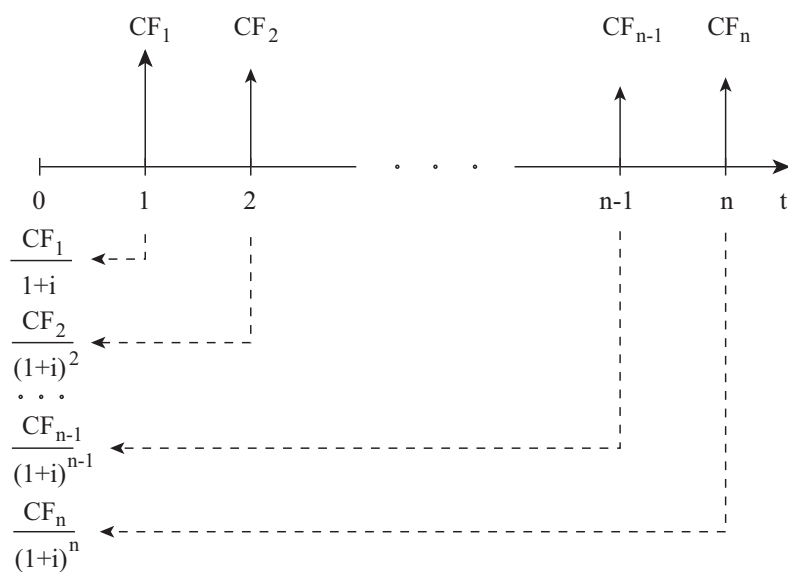 CF₁ CF₂ CFₙ₋₁ CFₙ
0 1 2 n-1 n t
CF₁
1+i
CF₂
(1+i)²
CFₙ₋₁
(1+i)ⁿ⁻¹
CFₙ
(1+i)ⁿ